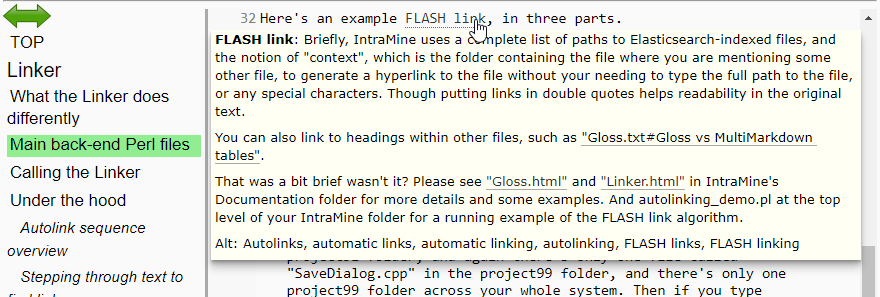 TOP
Linker
What the Linker does
differently
Main back-end Perl files
Calling the Linker
Under the hood
Autolink sequence
overview
Stepping through text to
32 Here's an example FLASH link, in three parts.
FLASH link: Briefly, IntraMine uses a complete list of paths to Elasticsearch-indexed files, and
the notion of "context", which is the folder containing the file where you are mentioning some
other file, to generate a hyperlink to the file without your needing to type the full path to the file,
or any special characters. Though putting links in double quotes helps readability in the original
text.
You can also link to headings within other files, such as "Gloss.txt#Gloss vs MultiMarkdown
tables".
That was a bit brief wasn't it? Please see "Gloss.html" and "Linker.html" in IntraMine's
Documentation folder for more details and some examples. And autolinking_demo.pl at the top
level of your IntraMine folder for a running example of the FLASH link algorithm.
Alt: Autolinks, automatic links, automatic linking, autolinking, FLASH links, FLASH linking
"SaveDialog.cpp" in the project99 folder, and there's only one
project99 folder across your whole system. Then if you type